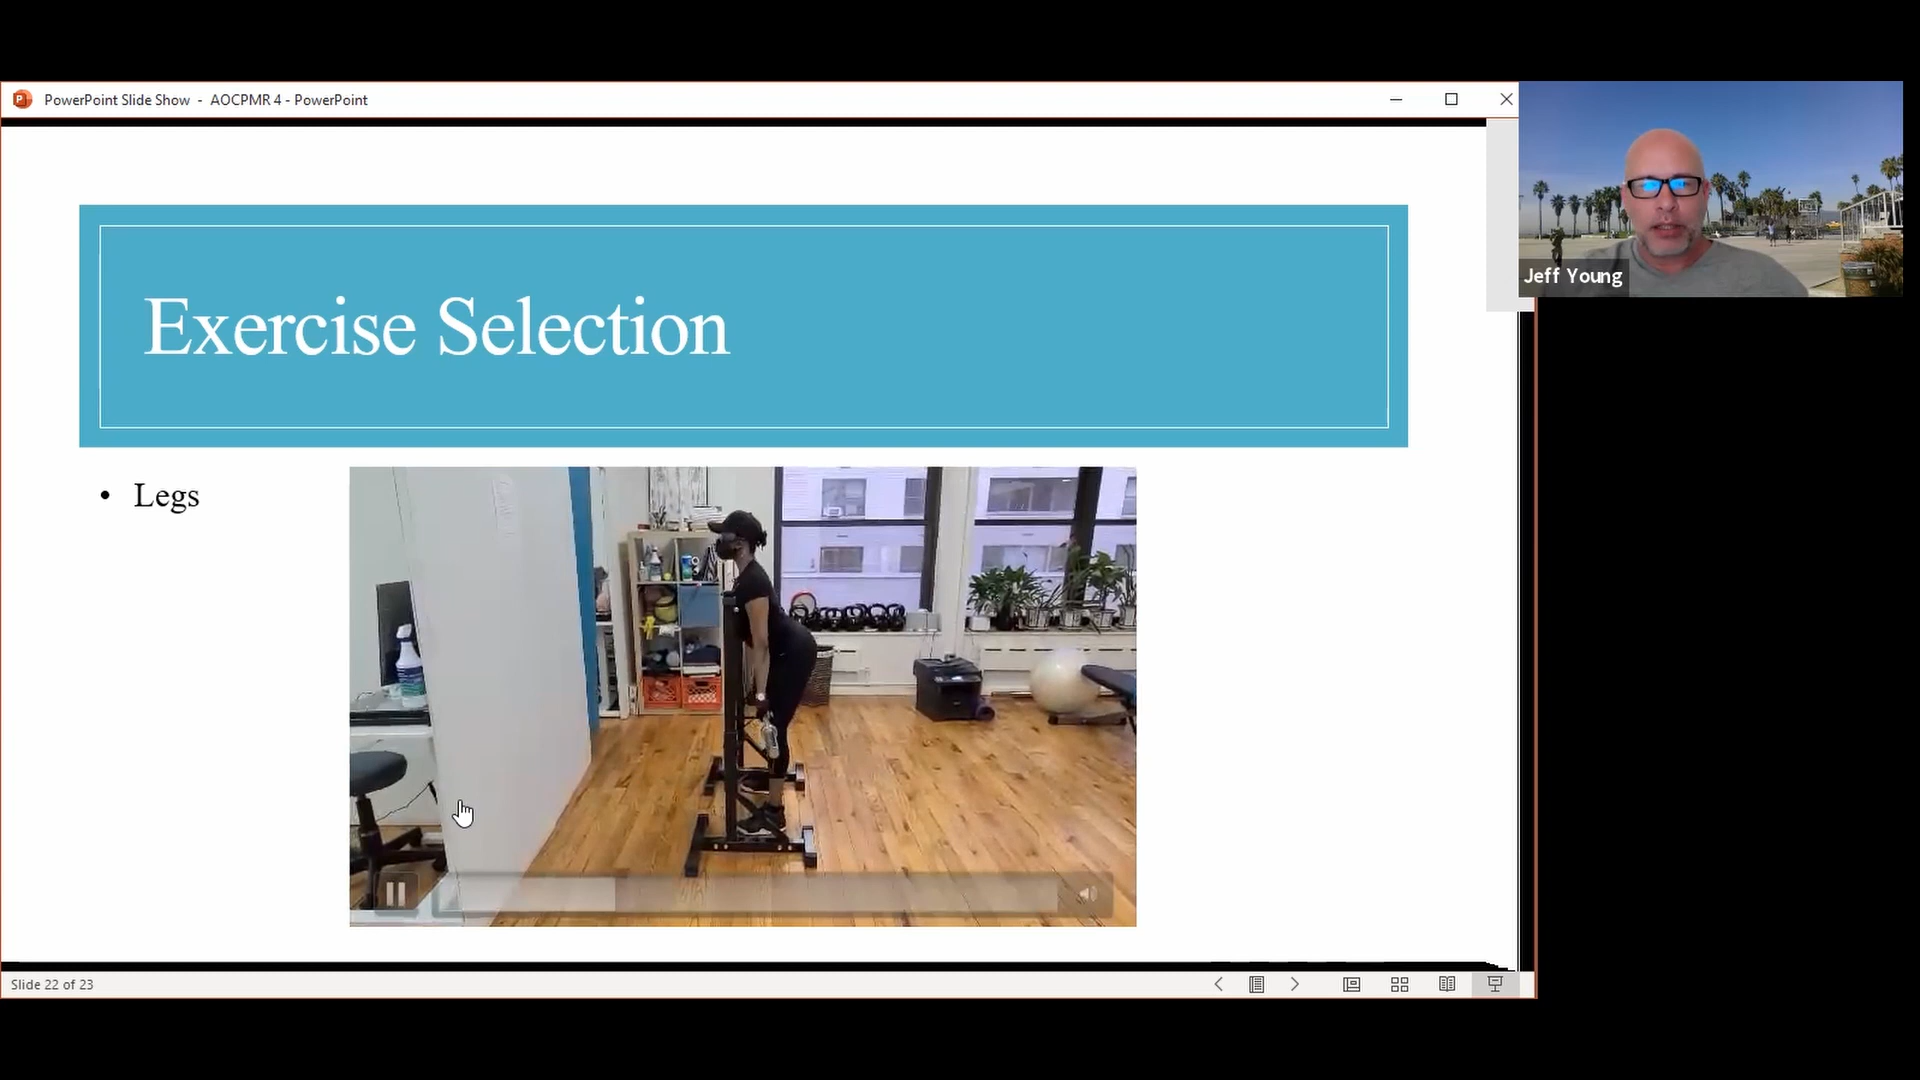 PowerPoint Slide Show - AOCPMR 4 - PowerPoint
Jeff Young
Exercise Selection
• Legs
Slide 22 of 23